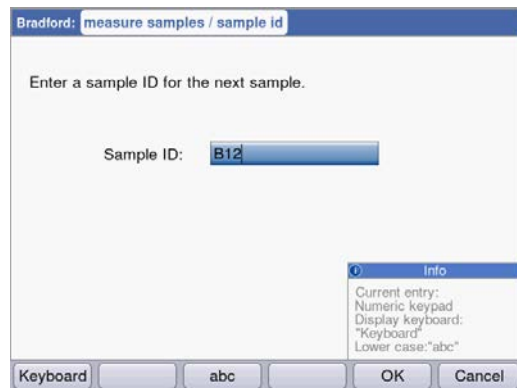 Bradford: measure samples / sample id
Enter a sample ID for the next sample.
Sample ID: B12
Info
Current entry:
Numeric keypad
Display keyboard:
"Keyboard"
Lower case:"abc"
Keyboard abc OK Cancel